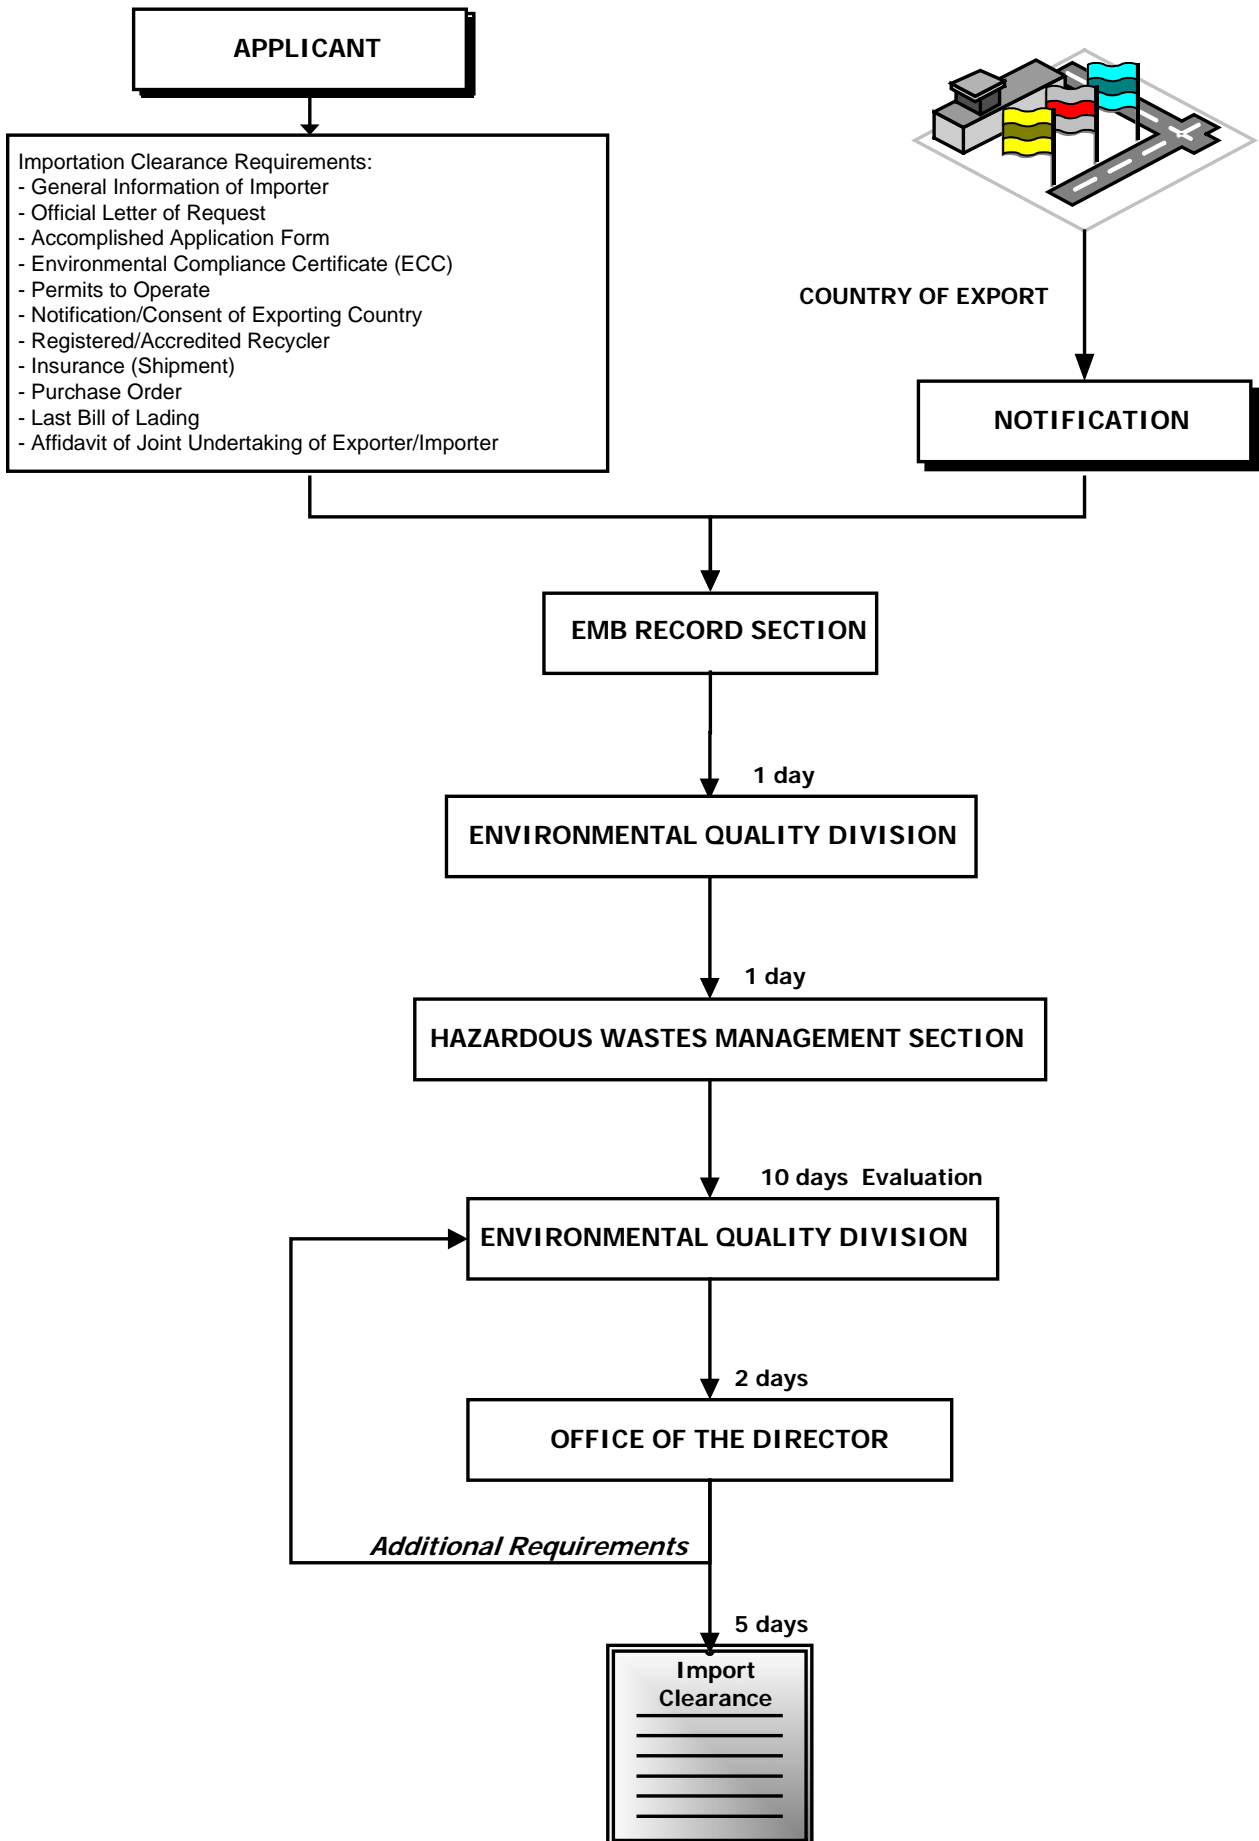 APPLICANT
Importation Clearance Requirements:
- General Information of Importer
- Official Letter of Request
- Accomplished Application Form
- Environmental Compliance Certificate (ECC)
- Permits to Operate
- Notification/Consent of Exporting Country
- Registered/Accredited Recycler
- Insurance (Shipment)
- Purchase Order
- Last Bill of Lading
- Affidavit of Joint Undertaking of Exporter/Importer
COUNTRY OF EXPORT
NOTIFICATION
EMB RECORD SECTION
1 day
ENVIRONMENTAL QUALITY DIVISION
1 day
HAZARDOUS WASTES MANAGEMENT SECTION
10 days Evaluation
ENVIRONMENTAL QUALITY DIVISION
2 days
OFFICE OF THE DIRECTOR
Additional Requirements
5 days
Import
Clearance